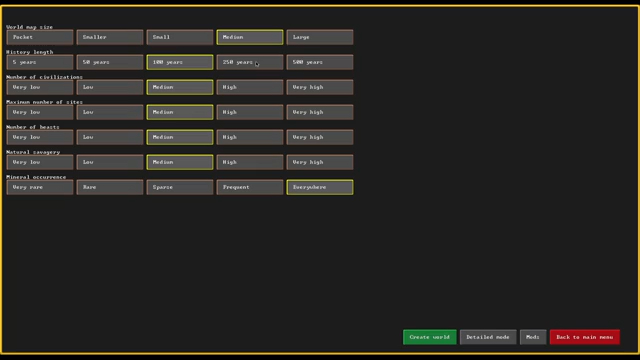 World map size
Pocket Smaller Small Medium Large
History length
5 years 50 years 100 years 250 years 500 years
Number of civilizations
Very low Low Medium High Very high
Maximum number of sites
Very low Low Medium High Very high
Number of beasts
Very low Low Medium High Very high
Natural savagery
Very low Low Medium High Very high
Mineral occurrence
Very rare Rare Sparse Frequent Everywhere
Create world Detailed mode Mods Back to main menu